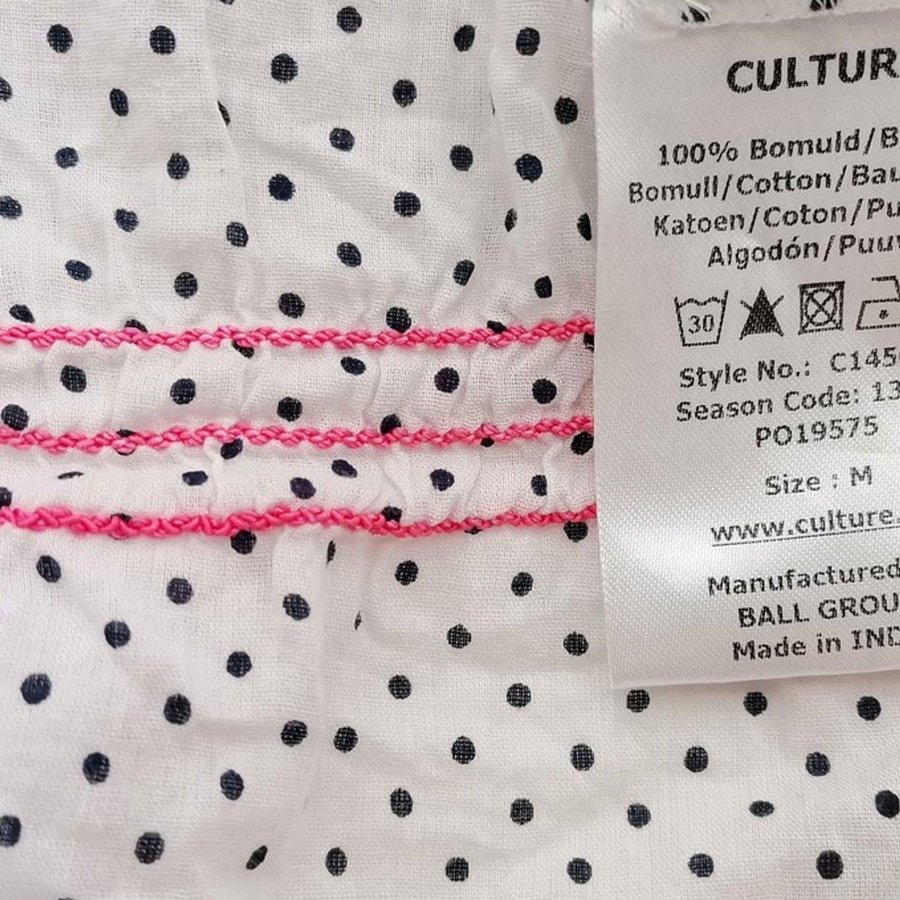 CULTUR
100% Bomuld/B
Bomull/Cotton/Bau
Katoen/Coton/Pu
Algodón/Puuv
30
Style No.: C145
Season Code: 13
PO19575
Size : M
www.culture.
Manufactured
BALL GROU
Made in IND